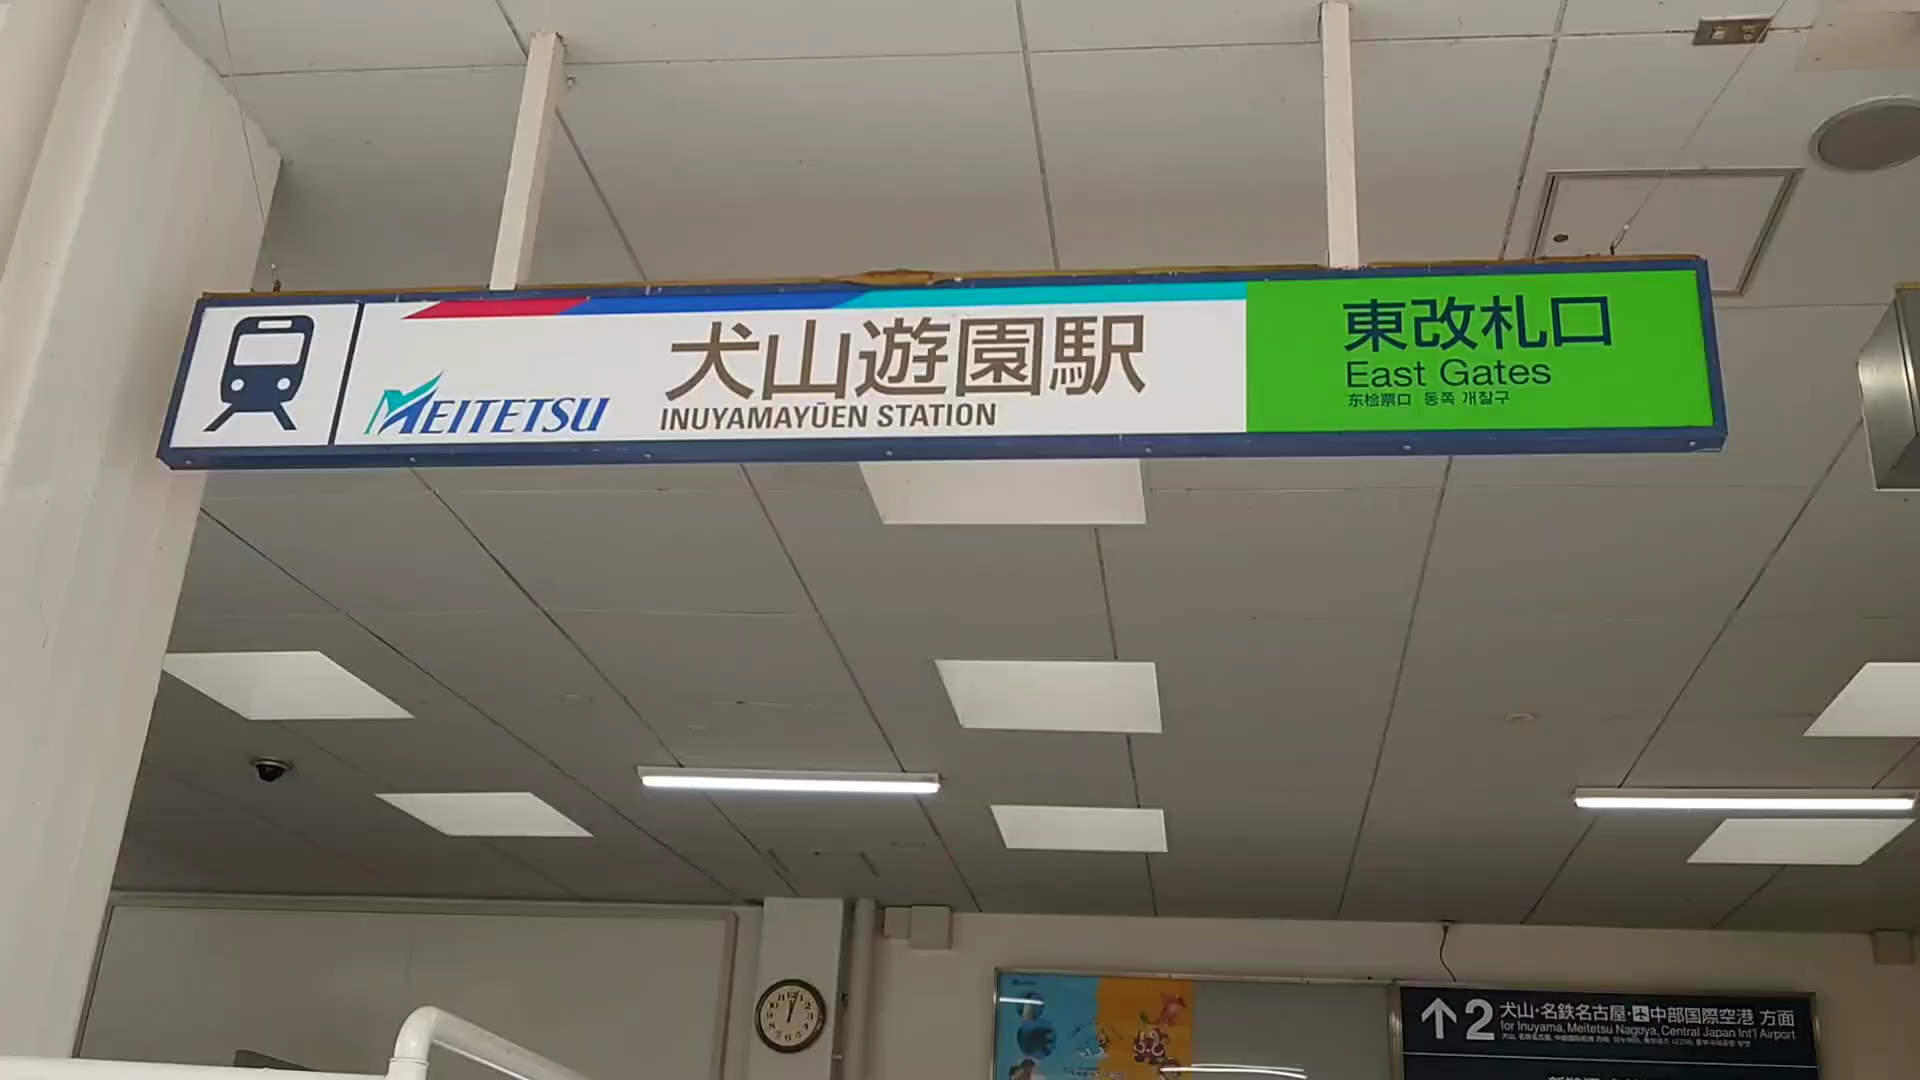 MEITETSU
犬山遊園駅
INUYAMAYŪEN STATION
東改札口
East Gates
东检票口 동쪽 개찰구
↑2 犬山・名鉄名古屋・中部国際空港 方面
for Inuyama, Meitetsu Nagoya, Central Japan Int'l Airport